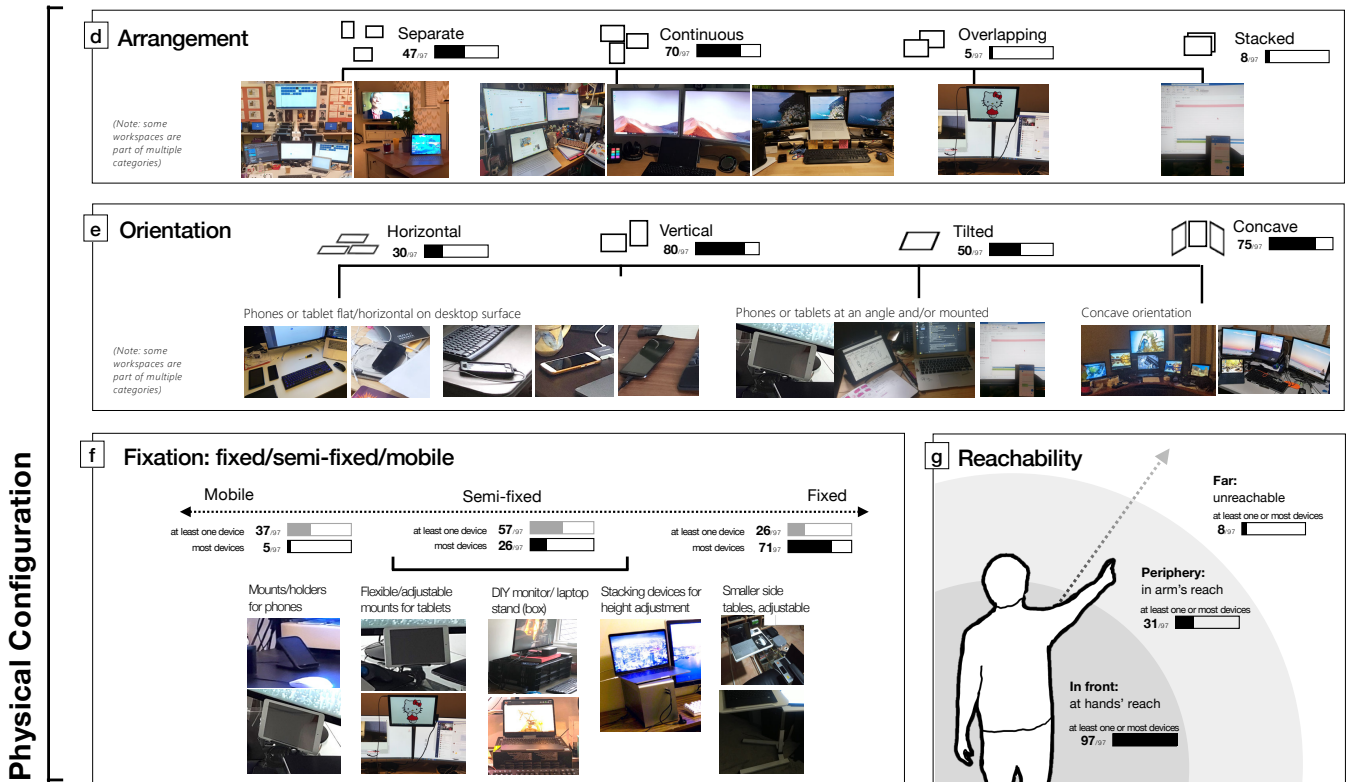 Physical Configuration
d Arrangement
(Note: some
workspaces are
part of multiple
categories)
Separate
47/97
Continuous
70/97
Overlapping
5/97
Stacked
8/97
e Orientation
(Note: some
workspaces are
part of multiple
categories)
Horizontal
30/97
Vertical
80/97
Tilted
50/97
Concave
75/97
Phones or tablet flat/horizontal on desktop surface
Phones or tablets at an angle and/or mounted
Concave orientation
f Fixation: fixed/semi-fixed/mobile
Mobile
at least one device 37/97
most devices 5/97
Semi-fixed
at least one device 57/97
most devices 26/97
Fixed
at least one device 26/97
most devices 71/97
Mounts/holders
for phones
Flexible/adjustable
mounts for tablets
DIY monitor/ laptop
stand (box)
Stacking devices for
height adjustment
Smaller side
tables, adjustable
g Reachability
Far:
unreachable
at least one or most devices
8/97
Periphery:
in arm's reach
at least one or most devices
31/97
In front:
at hands' reach
at least one or most devices
97/97